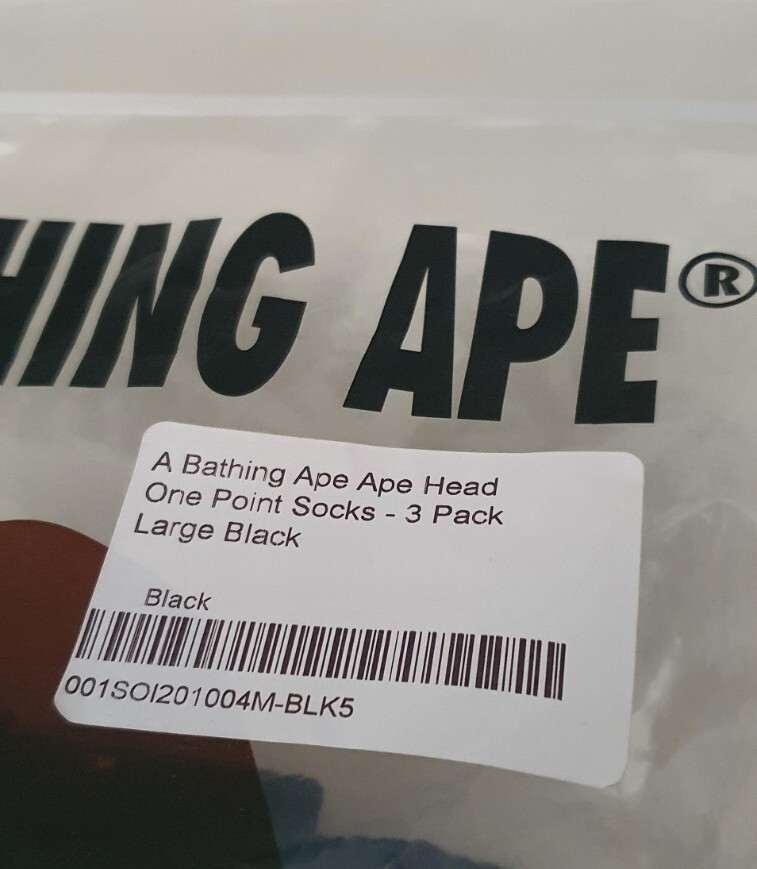 HING APE®
A Bathing Ape Ape Head
One Point Socks - 3 Pack
Large Black
Black
001SOI201004M-BLK5